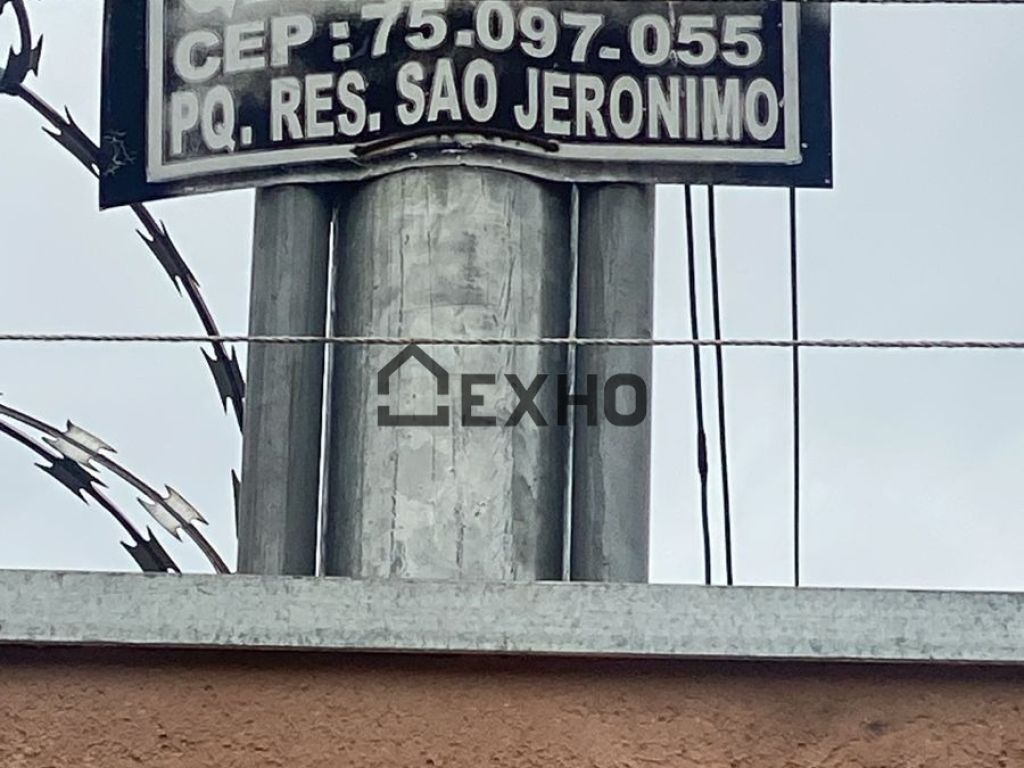 CEP: 75.097-055
PQ. RES. SAO JERONIMO
EXHO